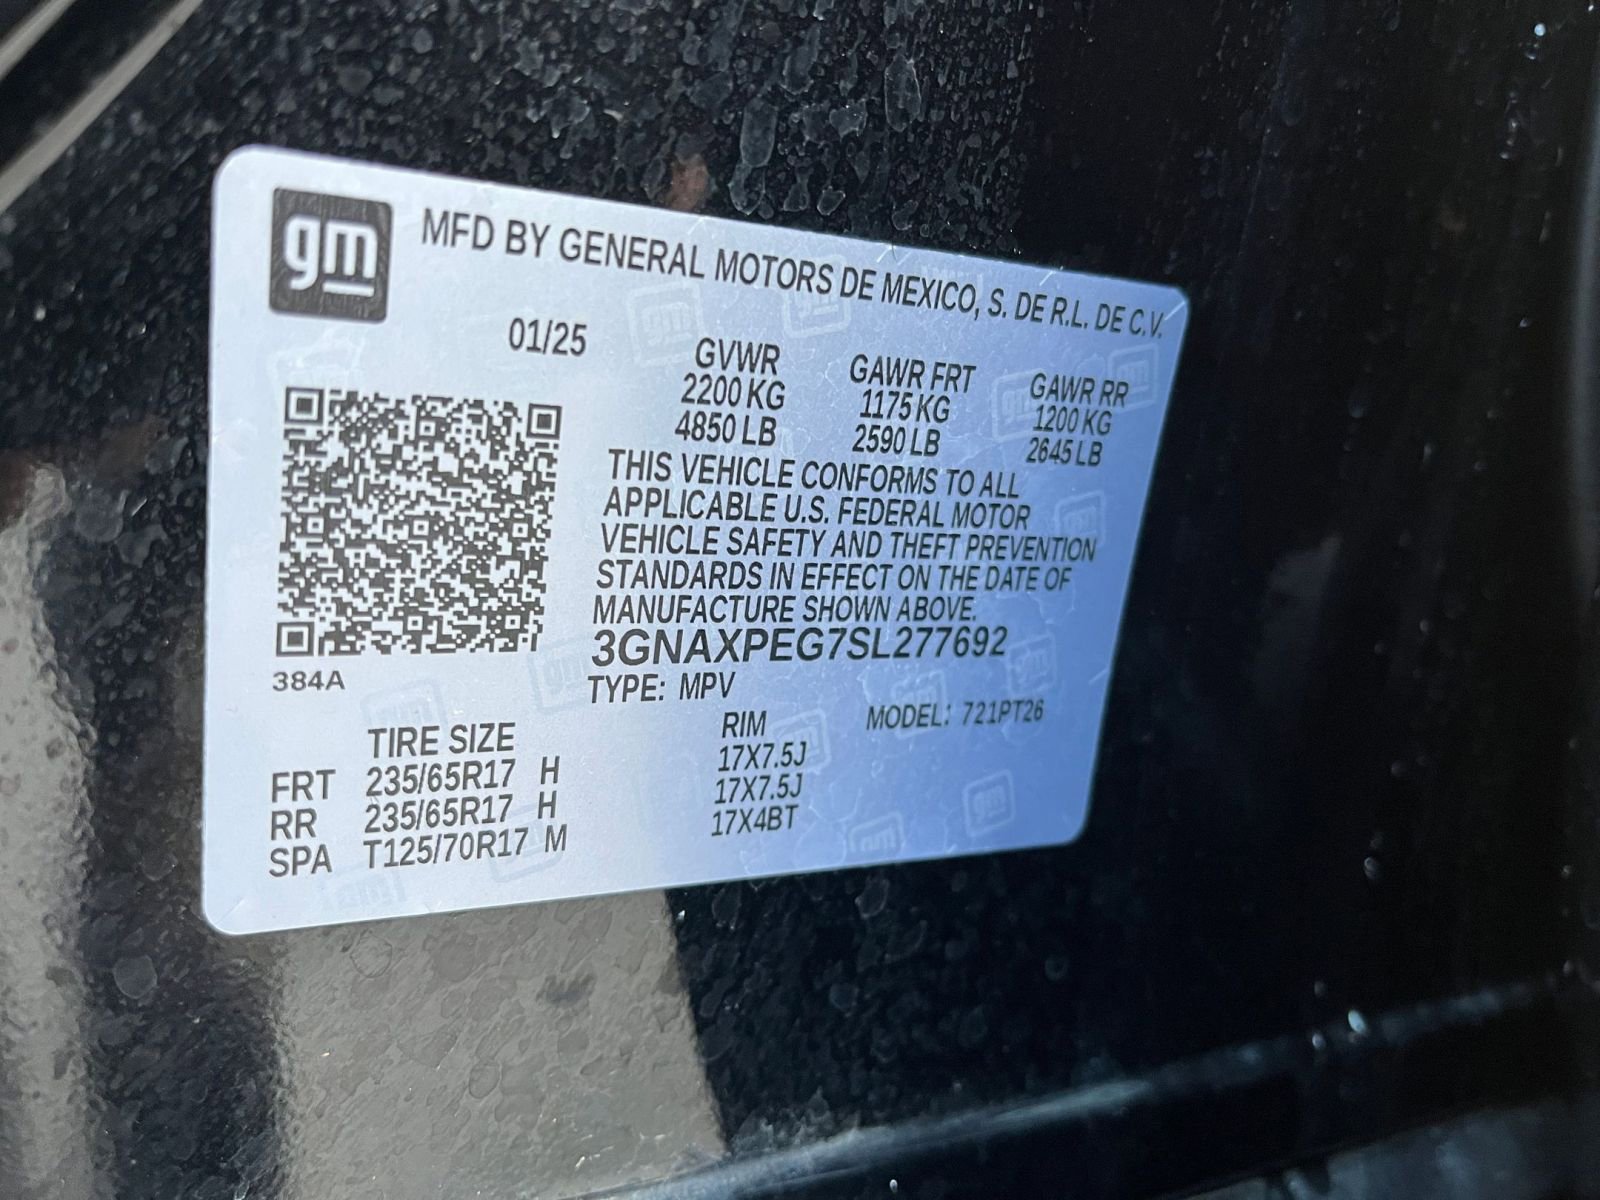 gm
MFD BY GENERAL MOTORS DE MEXICO, S. DE R.L. DE C.V.
01/25
GVWR GAWR FRT GAWR RR
2200 KG 1175 KG 1200 KG
4850 LB 2590 LB 2645 LB
THIS VEHICLE CONFORMS TO ALL
APPLICABLE U.S. FEDERAL MOTOR
VEHICLE SAFETY AND THEFT PREVENTION
STANDARDS IN EFFECT ON THE DATE OF
MANUFACTURE SHOWN ABOVE.
3GNAXPEG7SL277692
384A
TYPE: MPV MODEL: 721PT26
TIRE SIZE RIM
FRT 235/65R17 H 17X7.5J
RR 235/65R17 H 17X7.5J
SPA T125/70R17 M 17X4BT